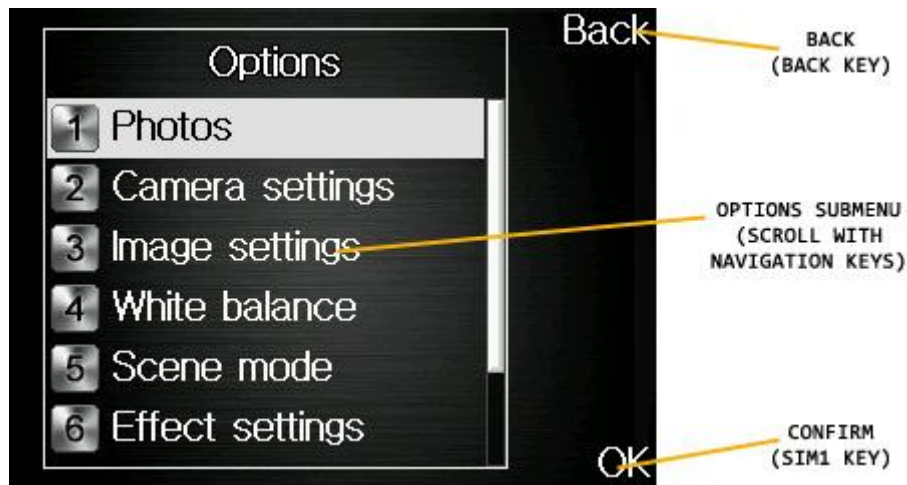 Back
Options
1 Photos
2 Camera settings
3 Image settings
4 White balance
5 Scene mode
6 Effect settings
OK
BACK
(BACK KEY)
OPTIONS SUBMENU
(SCROLL WITH
NAVIGATION KEYS)
CONFIRM
(SIM1 KEY)